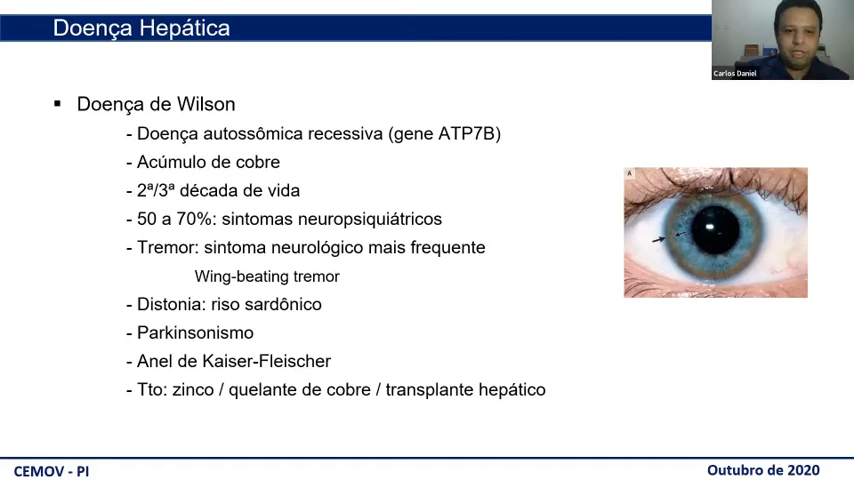 Doença Hepática
Carlos Daniel
▪ Doença de Wilson
- Doença autossômica recessiva (gene ATP7B)
- Acúmulo de cobre
- 2ª/3ª década de vida
- 50 a 70%: sintomas neuropsiquiátricos
- Tremor: sintoma neurológico mais frequente
Wing-beating tremor
- Distonia: riso sardônico
- Parkinsonismo
- Anel de Kaiser-Fleischer
- Tto: zinco / quelante de cobre / transplante hepático
A
CEMOV - PI
Outubro de 2020